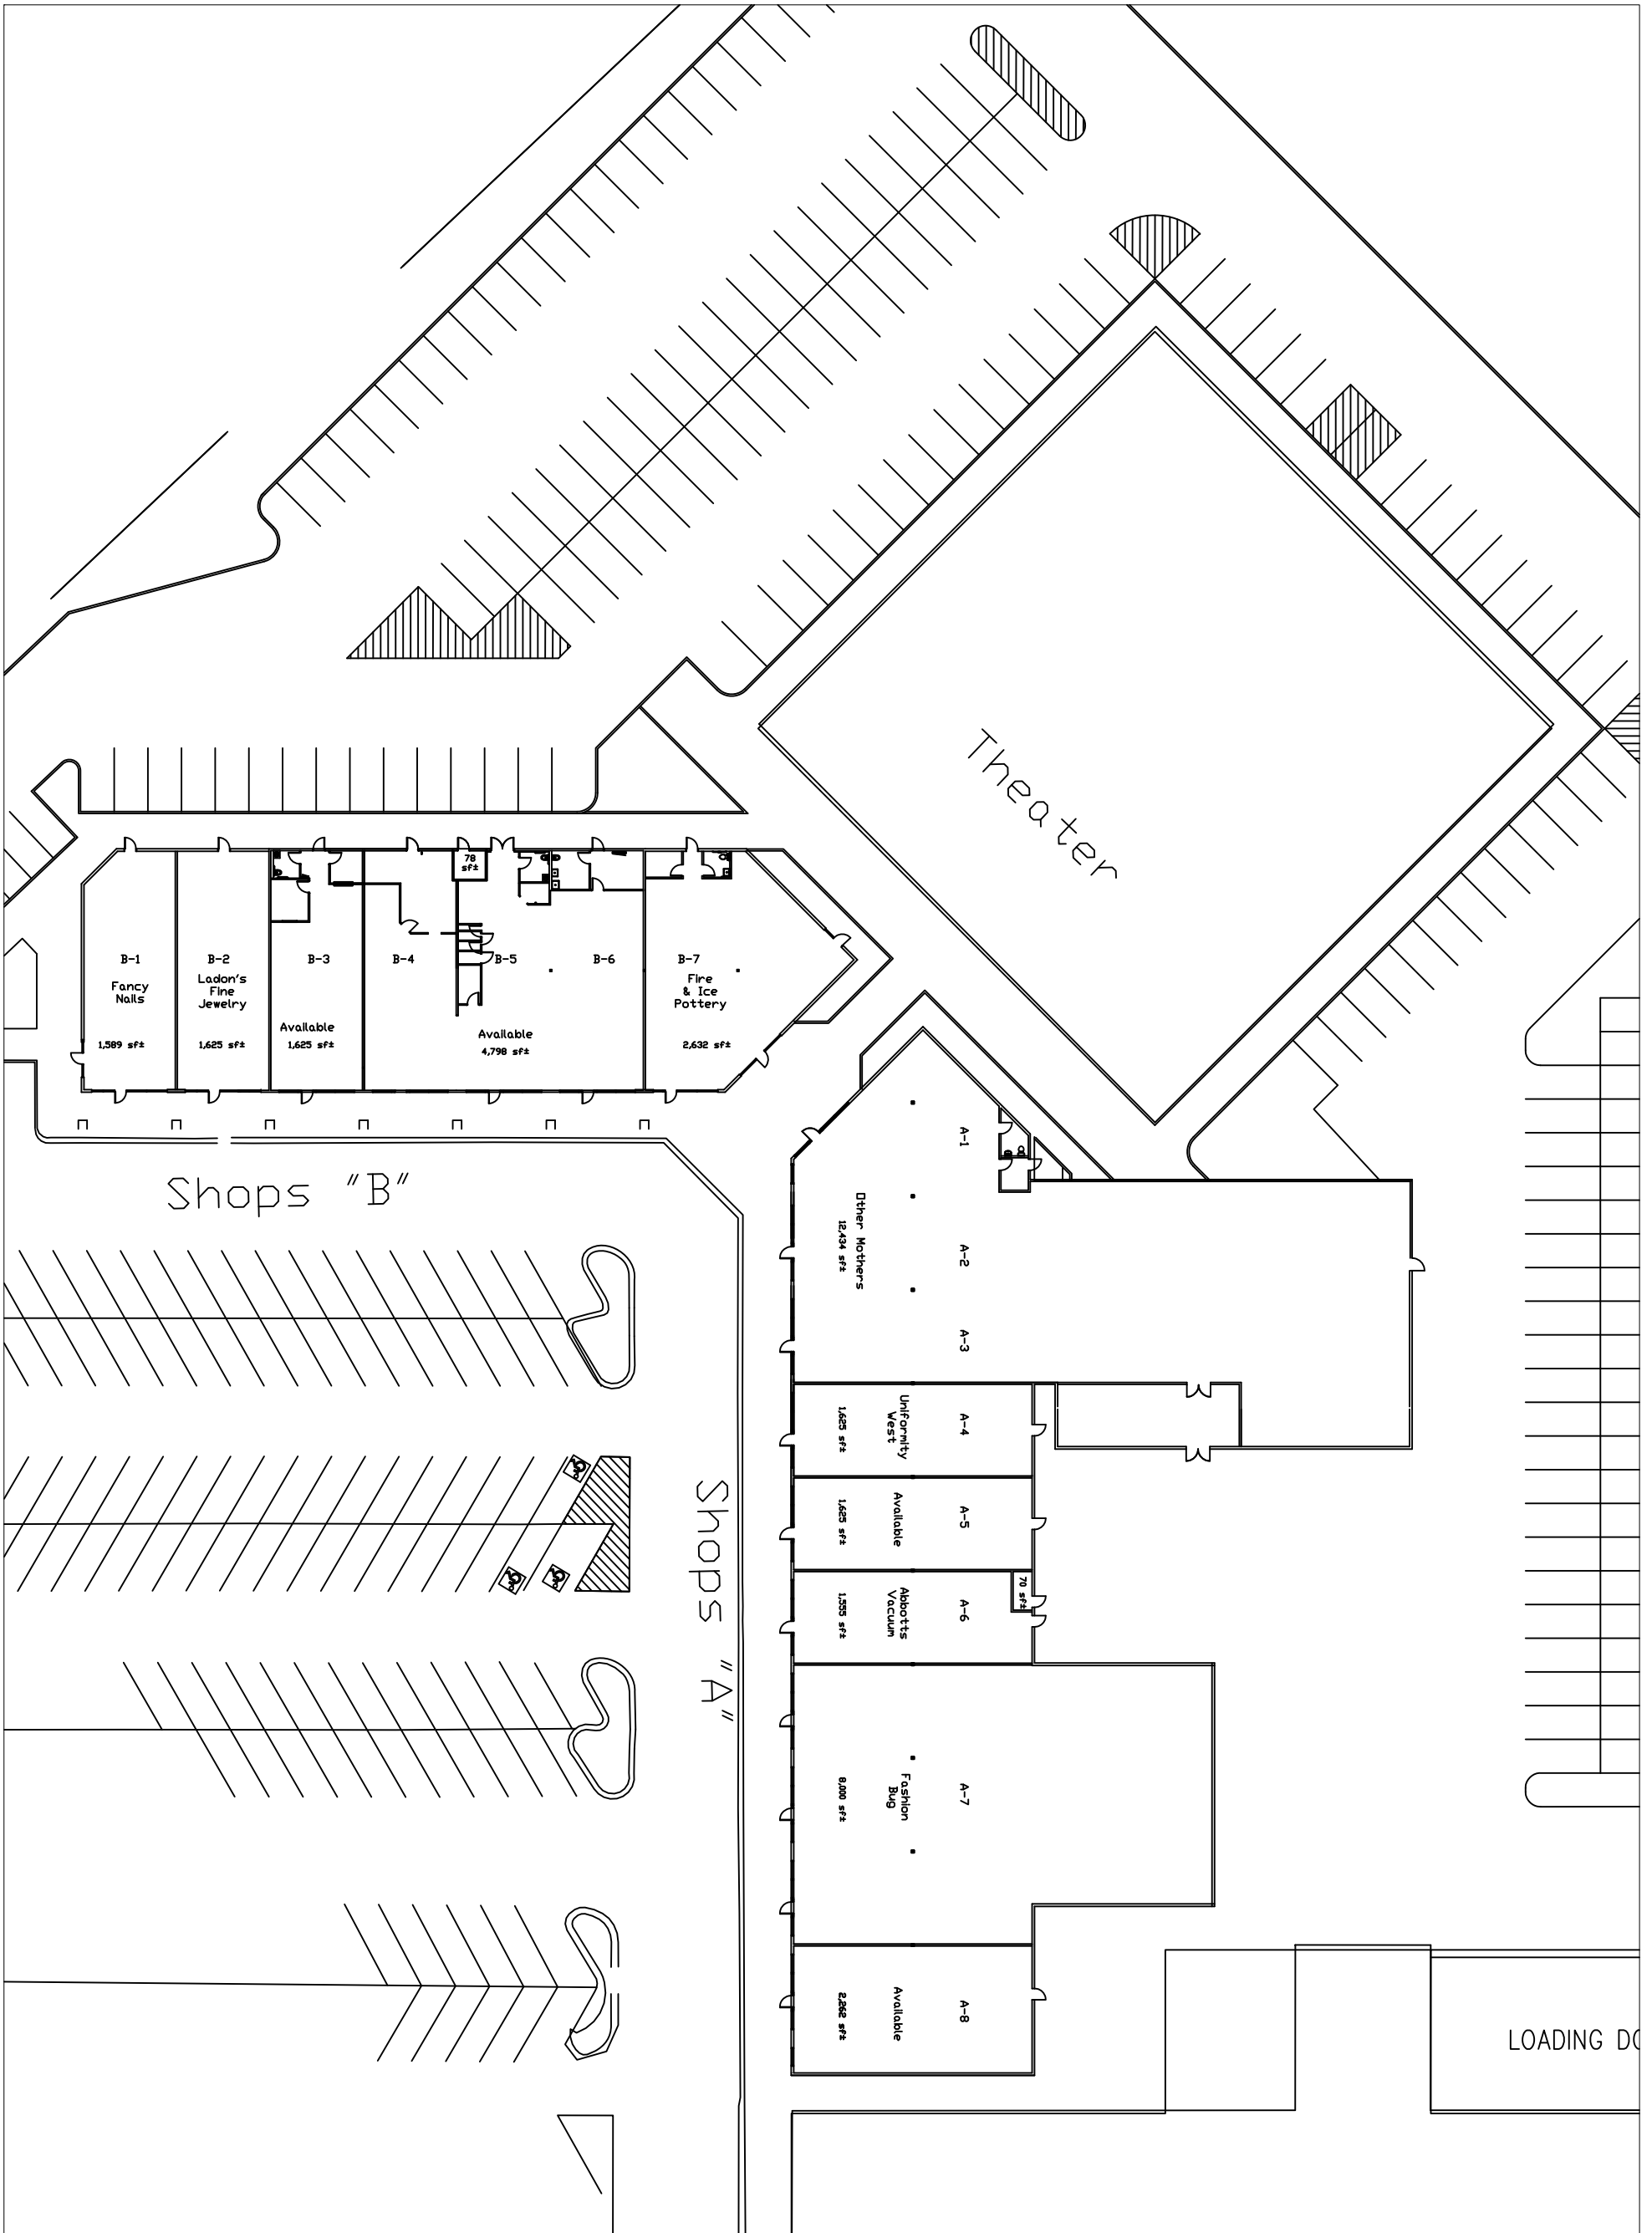 Theater
78
sf±
B-1
Fancy
Nails
1,589 sf±
B-2
Ladon's
Fine
Jewelry
1,625 sf±
B-3
Available
1,625 sf±
B-4
B-5
B-6
Available
4,798 sf±
B-7
Fire
& Ice
Pottery
2,632 sf±
Shops "B"
A-1
A-2
A-3
Other Mothers
12,434 sf±
A-4
Uniformity
West
1,625 sf±
A-5
Available
1,625 sf±
70 sf±
A-6
Abbotts
Vacuum
1,555 sf±
Shops "A"
A-7
Fashion
Bug
8,000 sf±
A-8
Available
2,262 sf±
LOADING DO